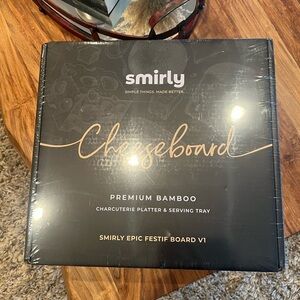 smirly
SIMPLE THINGS. MADE BETTER.
Cheeseboard
PREMIUM BAMBOO
CHARCUTERIE PLATTER & SERVING TRAY
SMIRLY EPIC FESTIF BOARD V1